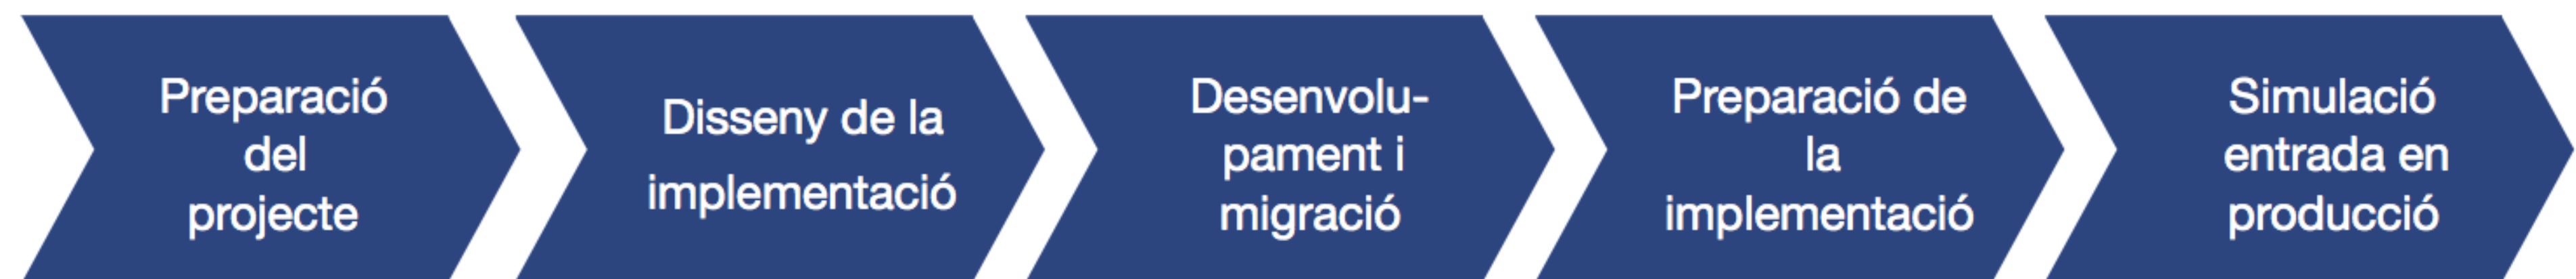 Preparació
del
projecte
Disseny de la
implementació
Desenvolu-
pament i
migració
Preparació de
la
implementació
Simulació
entrada en
producció